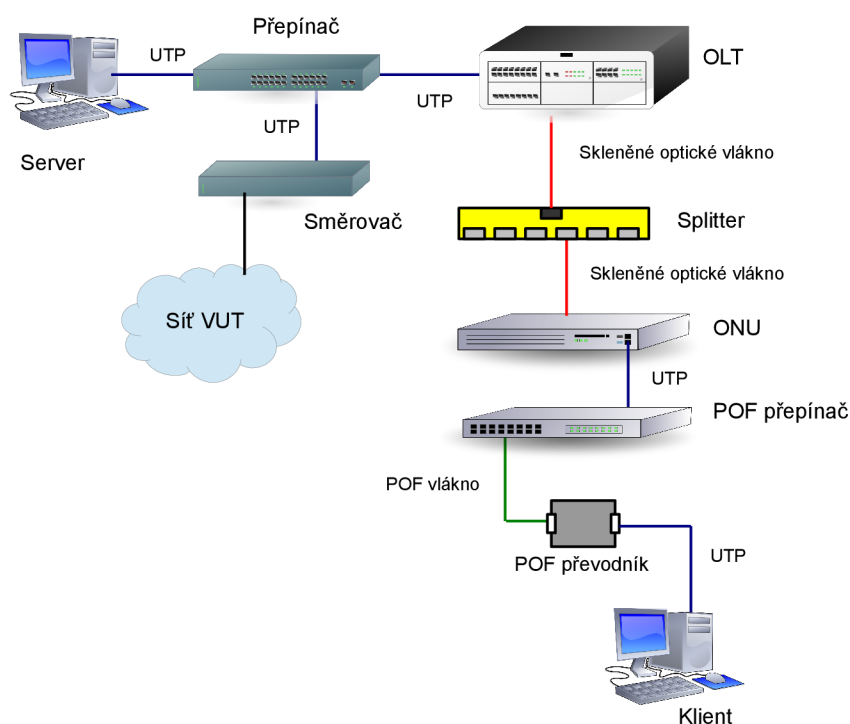 Přepínač
UTP
OLT
UTP
UTP
Server
Skleněné optické vlákno
Směrovač
Splitter
Skleněné optické vlákno
Síť VUT
ONU
UTP
POF přepínač
POF vlákno
POF převodník
UTP
Klient